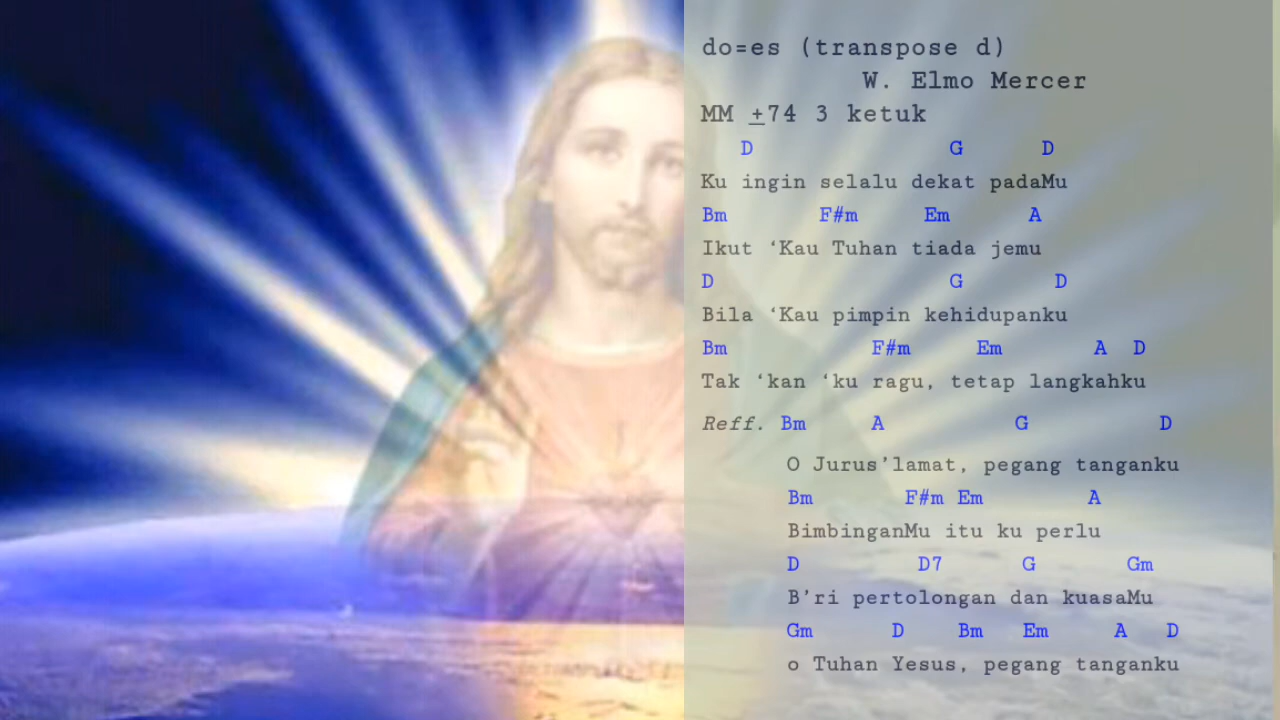 do=es (transpose d)
W. Elmo Mercer
MM ±74 3 ketuk
D G D
Ku ingin selalu dekat padaMu
Bm F#m Em A
Ikut ‘Kau Tuhan tiada jemu
D G D
Bila ‘Kau pimpin kehidupanku
Bm F#m Em A D
Tak ‘kan ‘ku ragu, tetap langkahku
Reff. Bm A G D
O Jurus’lamat, pegang tanganku
Bm F#m Em A
BimbinganMu itu ku perlu
D D7 G Gm
B’ri pertolongan dan kuasaMu
Gm D Bm Em A D
o Tuhan Yesus, pegang tanganku